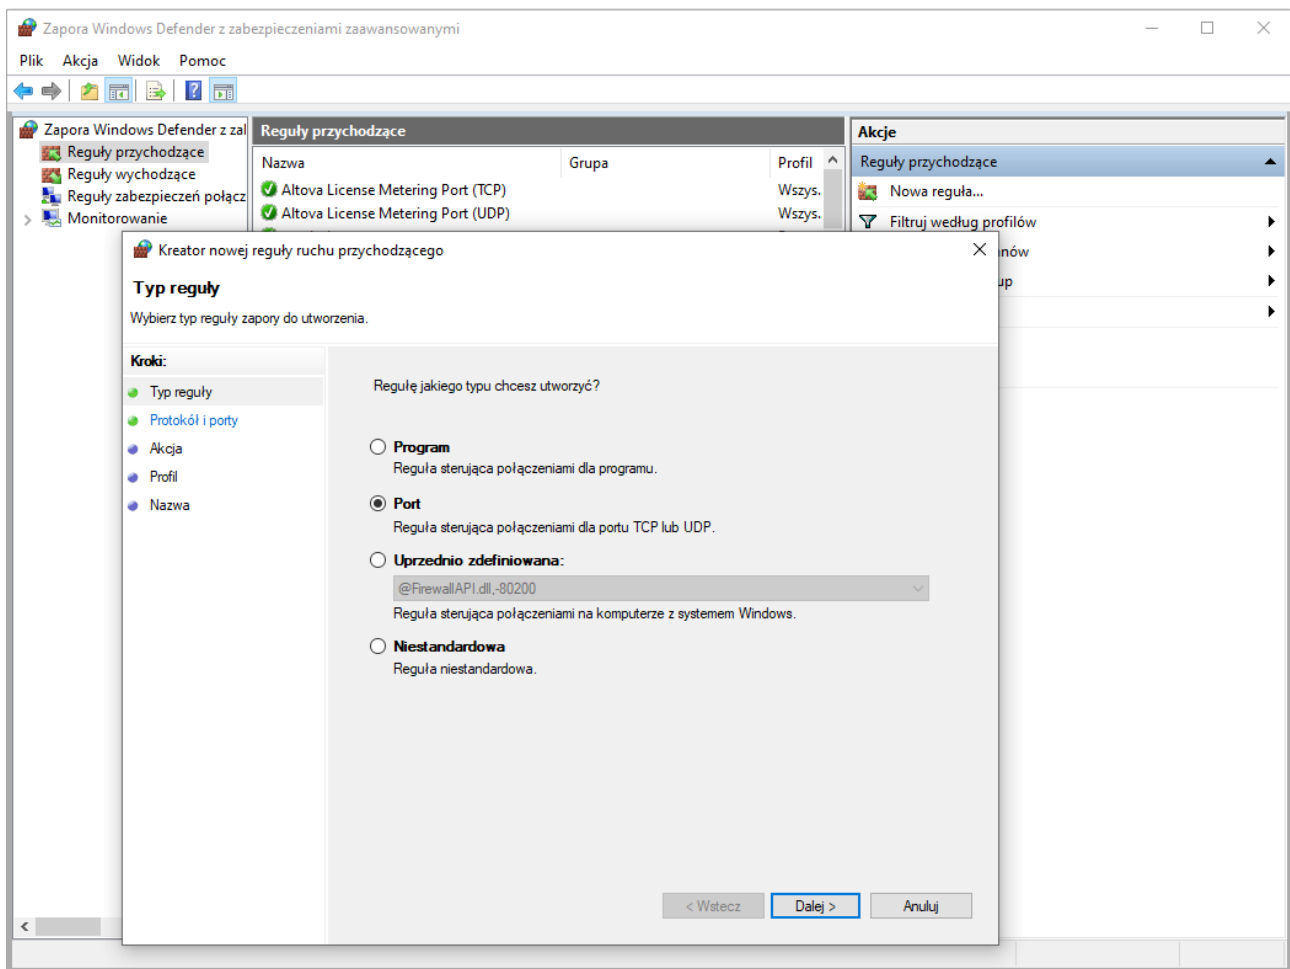 Zapora Windows Defender z zabezpieczeniami zaawansowanymi
Plik Akcja Widok Pomoc
Zapora Windows Defender z zal
Reguły przychodzące
Reguły wychodzące
Reguły zabezpieczeń połącz
Monitorowanie
Reguły przychodzące
Nazwa Grupa Profil
Altova License Metering Port (TCP) Wszys.
Altova License Metering Port (UDP) Wszys.
Akcje
Reguły przychodzące
Nowa reguła...
Filtruj według profilów
nów
up
Kreator nowej reguły ruchu przychodzącego
Typ reguły
Wybierz typ reguły zapory do utworzenia.
Kroki:
Typ reguły
Protokół i porty
Akcja
Profil
Nazwa
Regułę jakiego typu chcesz utworzyć?
Program
Reguła sterująca połączeniami dla programu.
Port
Reguła sterująca połączeniami dla portu TCP lub UDP.
Uprzednio zdefiniowana:
@FirewallAPI.dll,-80200
Reguła sterująca połączeniami na komputerze z systemem Windows.
Niestandardowa
Reguła niestandardowa.
< Wstecz Dalej > Anuluj